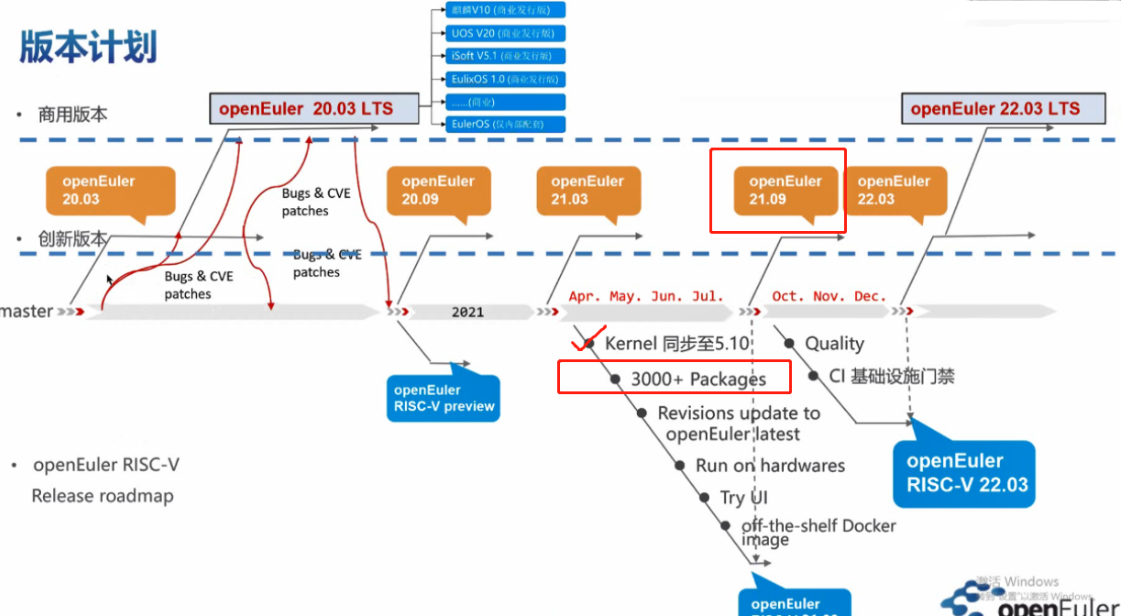 版本计划
麒麟V10 (商业发行版)
UOS V20 (商业发行版)
iSoft V5.1 (商业发行版)
EulixOS 1.0 (商业发行版)
......(商业)
EulerOS (仅内部配套)
• 商用版本
openEuler 20.03 LTS
openEuler 22.03 LTS
openEuler
20.03
openEuler
20.09
openEuler
21.03
openEuler
21.09
openEuler
22.03
Bugs & CVE
patches
• 创新版本
Bugs & CVE
patches
Bugs & CVE
patches
master
2021
Apr. May. Jun. Jul.
Oct. Nov. Dec.
Kernel 同步至5.10
3000+ Packages
Revisions update to
openEuler latest
Run on hardwares
Try UI
off-the-shelf Docker
image
Quality
CI 基础设施门禁
openEuler
RISC-V preview
openEuler
RISC-V 22.03
• openEuler RISC-V
Release roadmap
openEuler
激活 Windows
转到"设置"以激活 Windows。
openEuler